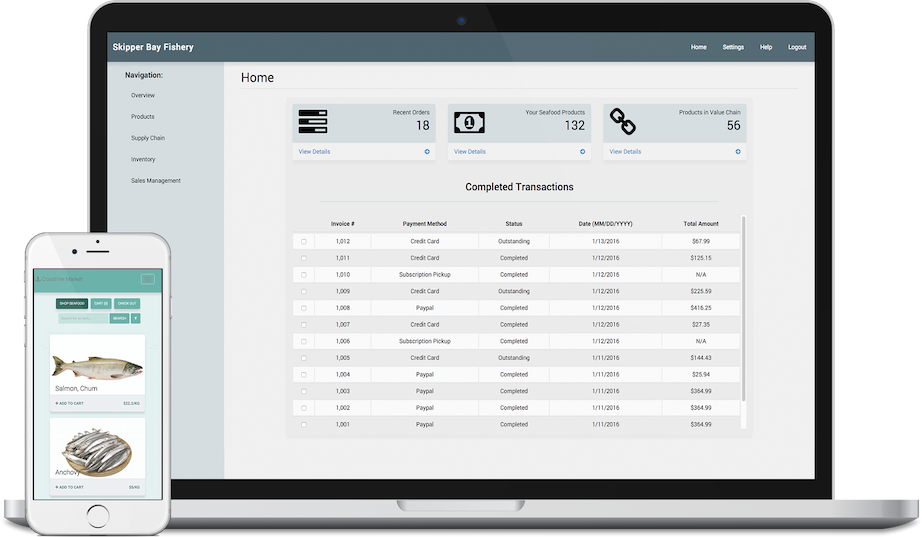 Skipper Bay Fishery
Home Settings Help Logout
Navigation:
Overview
Products
Supply Chain
Inventory
Sales Management
Home
Recent Orders
18
View Details
Your Seafood Products
132
View Details
Products in Value Chain
56
View Details
Completed Transactions
Invoice # Payment Method Status Date (MM/DD/YYYY) Total Amount
1,012 Credit Card Outstanding 1/13/2016 $67.99
1,011 Credit Card Completed 1/12/2016 $125.15
1,010 Subscription Pickup Completed 1/12/2016 N/A
1,009 Credit Card Outstanding 1/12/2016 $225.59
1,008 Paypal Completed 1/12/2016 $416.25
1,007 Credit Card Completed 1/12/2016 $27.35
1,006 Subscription Pickup Completed 1/12/2016 N/A
1,005 Credit Card Outstanding 1/11/2016 $144.43
1,004 Paypal Completed 1/11/2016 $25.94
1,003 Paypal Completed 1/11/2016 $364.99
1,002 Paypal Completed 1/11/2016 $364.99
1,001 Paypal Completed 1/11/2016 $364.99
Market
SHOP SEAFOOD CHECK OUT
SEARCH
Salmon, Chum
+ ADD TO CART
Anchovy
+ ADD TO CART $5/KG